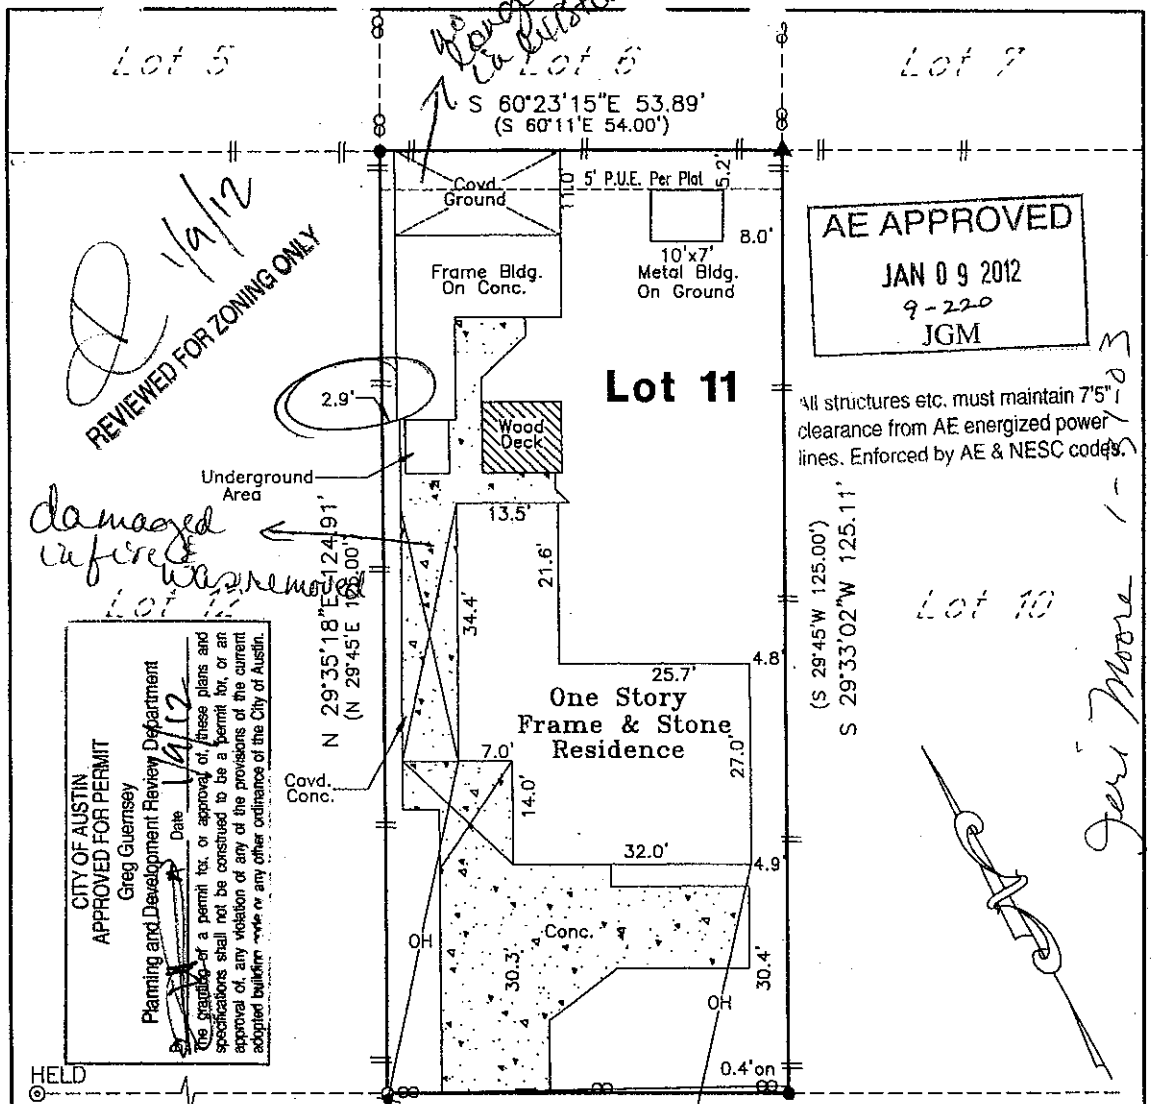 no longer in existence
Lot 5
Lot 6
Lot 7
S 60°23'15"E 53.89'
(S 60°11'E 54.00')
1/9/12
REVIEWED FOR ZONING ONLY
Covd.
Ground
11.0'
5' P.U.E. Per Plat
5.2'
8.0'
10'x7'
Metal Bldg.
On Ground
Frame Bldg.
On Conc.
AE APPROVED
JAN 09 2012
9-220
JGM
All structures etc. must maintain 7'5"
clearance from AE energized power
lines. Enforced by AE & NESC codes.
Lot 11
2.9'
Wood
Deck
Underground
Area
damaged
in fire &
was removed
Lot 12
N 29°35'18"E 124.91'
(N 29°45'E 125.00')
13.5'
21.6'
34.4'
25.7'
4.8'
One Story
Frame & Stone
Residence
27.0'
7.0'
14.0'
32.0'
4.9'
Covd.
Conc.
(S 29°45'W 125.00')
S 29°33'02"W 125.11'
Lot 10
Jeri Moore
CITY OF AUSTIN
APPROVED FOR PERMIT
Greg Guernsey
Planning and Development Review Department
By
Date 1/9/12
The granting of a permit for, or approval of, these plans and
specifications shall not be construed to be a permit for, or an
approval of, any violation of any of the provisions of the current
adopted building code or any other ordinance of the City of Austin.
OH
Conc.
30.3'
30.4'
OH
0.4' on
HELD